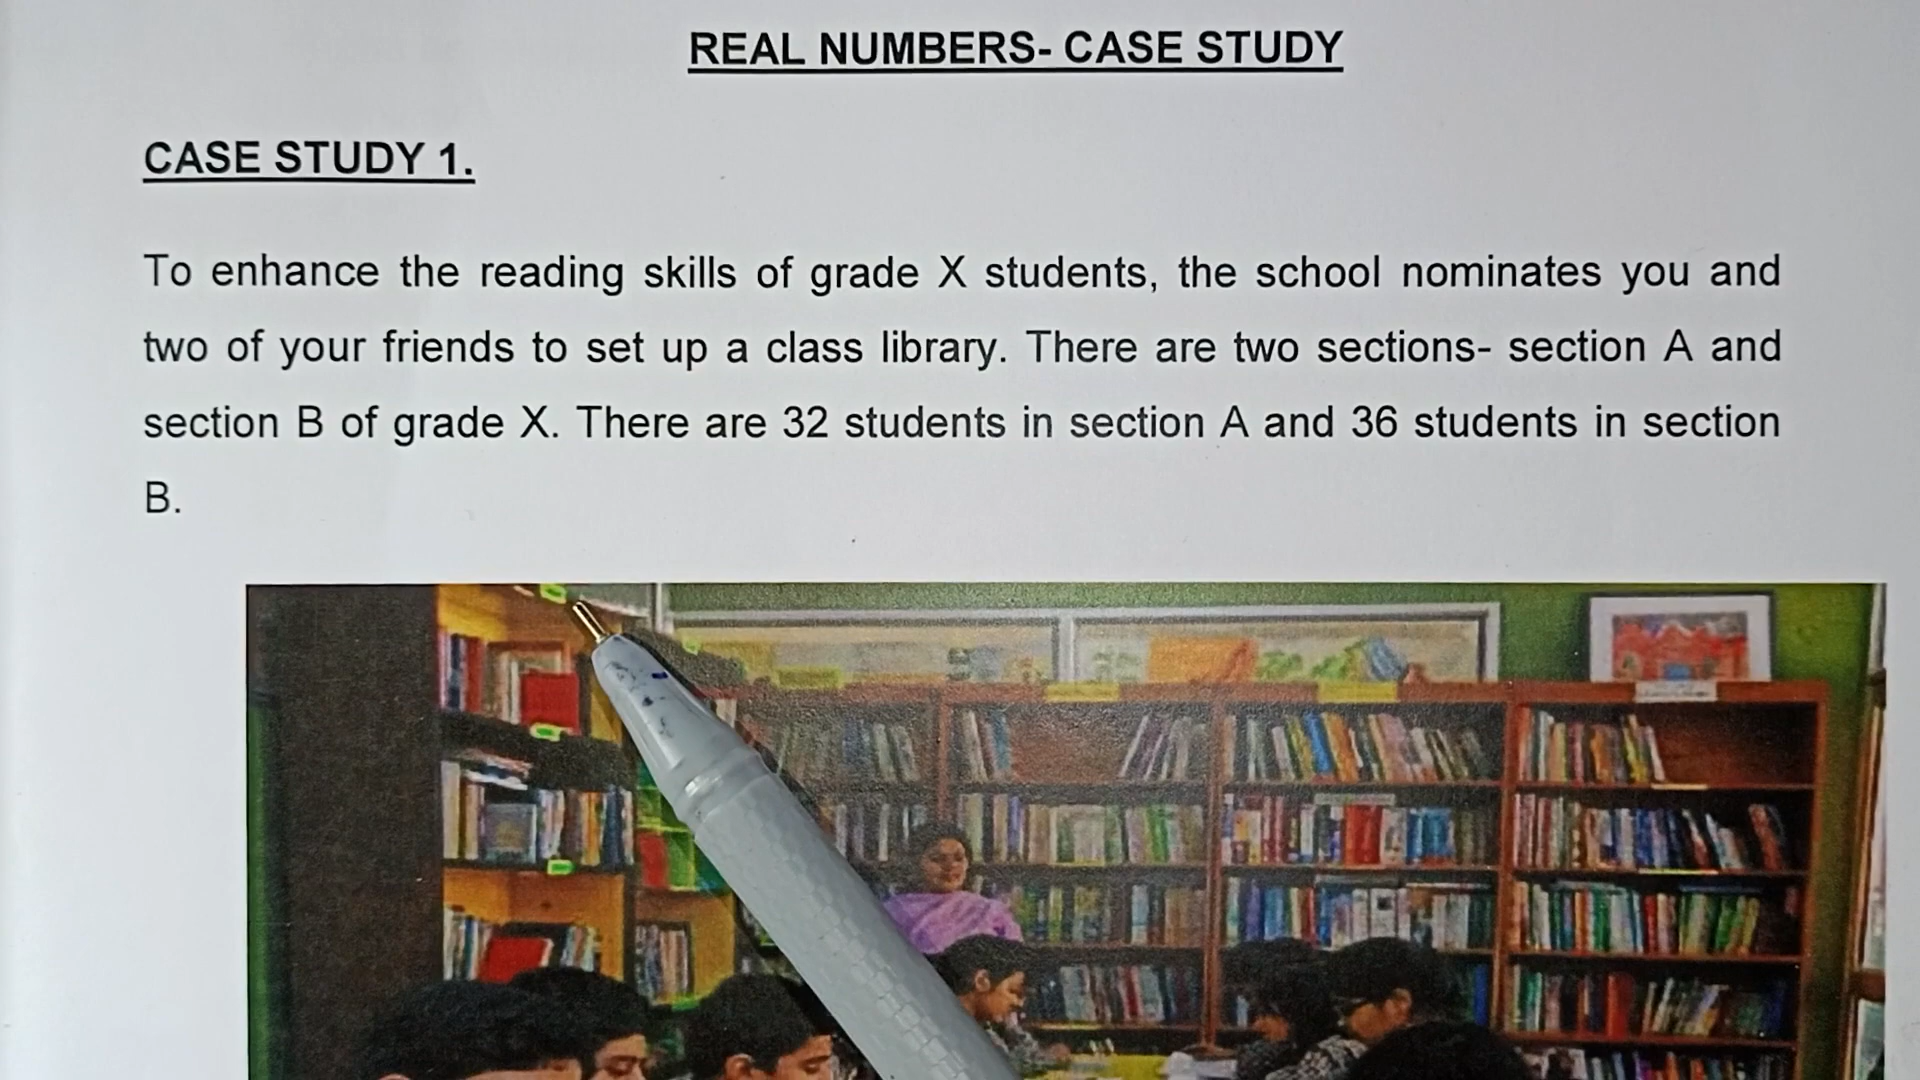 REAL NUMBERS- CASE STUDY
CASE STUDY 1.
To enhance the reading skills of grade X students, the school nominates you and
two of your friends to set up a class library. There are two sections- section A and
section B of grade X. There are 32 students in section A and 36 students in section
B.